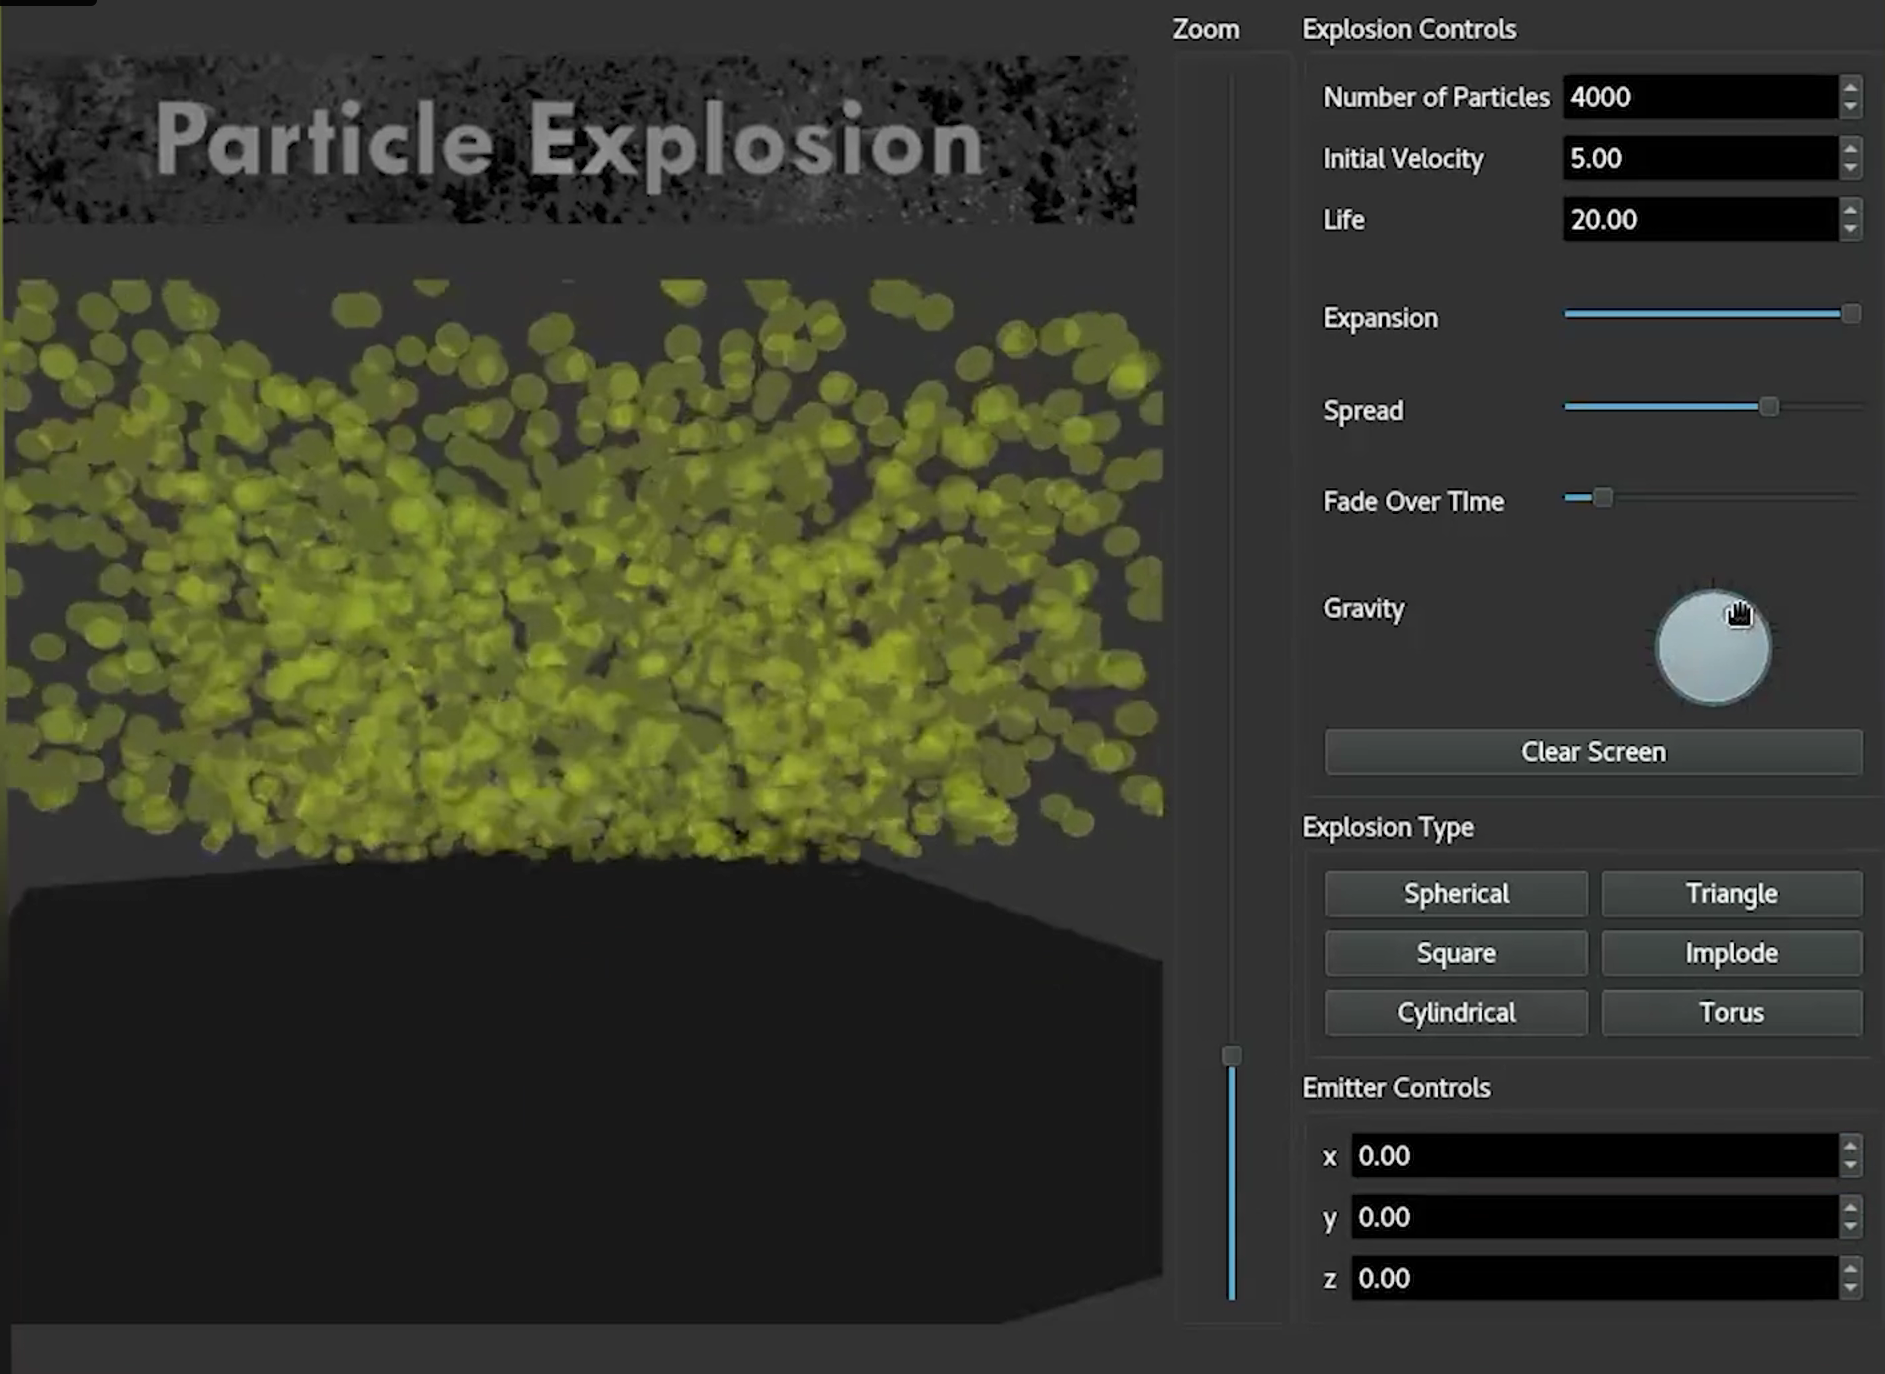 Particle Explosion
Zoom
Explosion Controls
Number of Particles 4000
Initial Velocity 5.00
Life 20.00
Expansion
Spread
Fade Over TIme
Gravity
Clear Screen
Explosion Type
Spherical Triangle
Square Implode
Cylindrical Torus
Emitter Controls
x 0.00
y 0.00
z 0.00